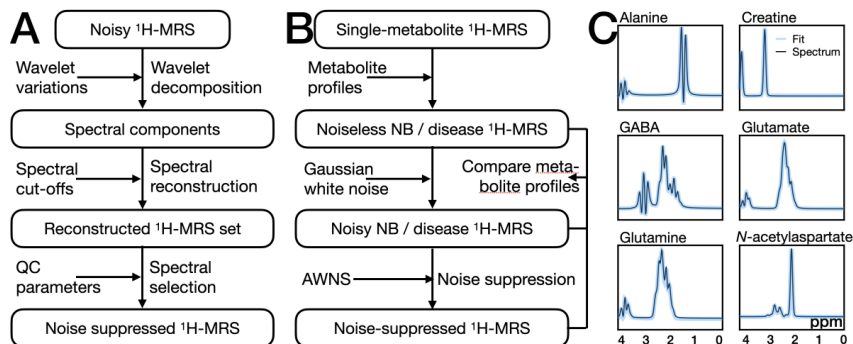 A
Noisy ¹H-MRS
Wavelet
variations
Wavelet
decomposition
Spectral components
Spectral
cut-offs
Spectral
reconstruction
Reconstructed ¹H-MRS set
QC
parameters
Spectral
selection
Noise suppressed ¹H-MRS
B
Single-metabolite ¹H-MRS
Metabolite
profiles
Noiseless NB / disease ¹H-MRS
Gaussian
white noise
Compare meta-
bolite profiles
Noisy NB / disease ¹H-MRS
AWNS
Noise suppression
Noise-suppressed ¹H-MRS
C
Alanine
Creatine
Fit
Spectrum
GABA
Glutamate
Glutamine
N-acetylaspartate
ppm
4 3 2 1 0
4 3 2 1 0